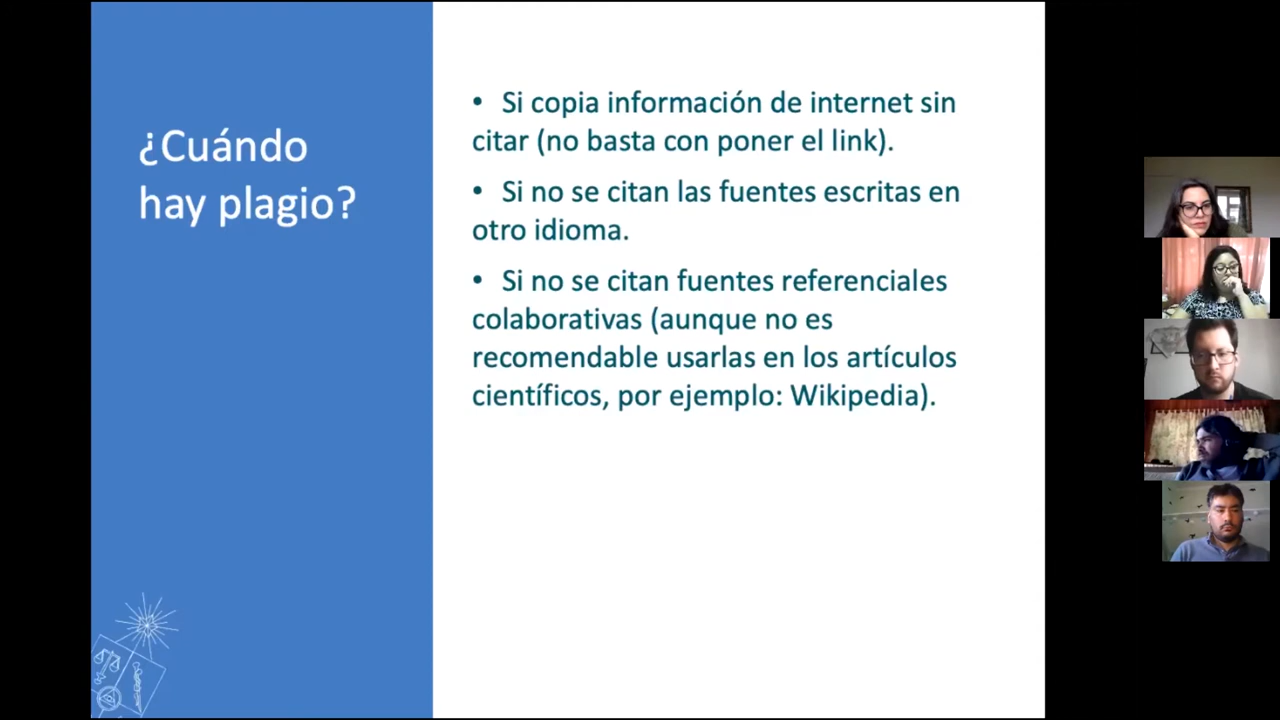 ¿Cuándo
hay plagio?
• Si copia información de internet sin
citar (no basta con poner el link).
• Si no se citan las fuentes escritas en
otro idioma.
• Si no se citan fuentes referenciales
colaborativas (aunque no es
recomendable usarlas en los artículos
científicos, por ejemplo: Wikipedia).